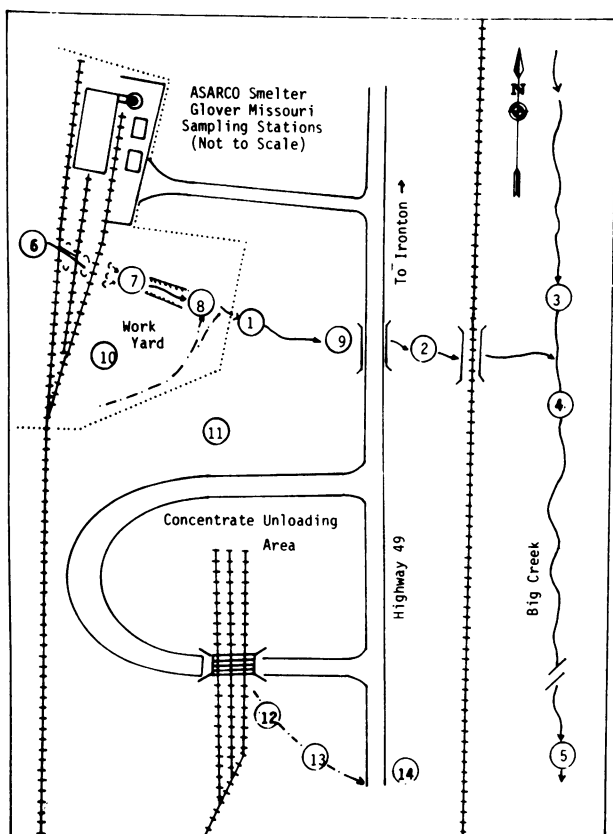 ASARCO Smelter
Glover Missouri
Sampling Stations
(Not to Scale)
N
To Ironton
6
7
8
1
3
Work
Yard
9
2
10
4
11
Concentrate Unloading
Area
Highway 49
Big Creek
12
13
14
5